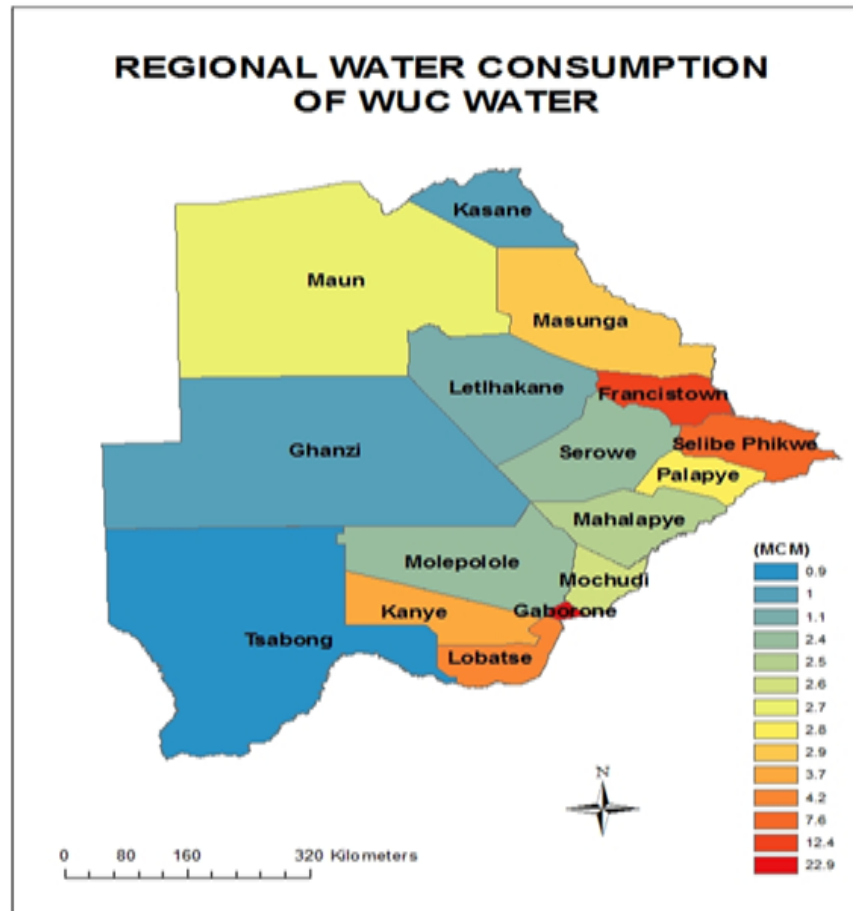 REGIONAL WATER CONSUMPTION
OF WUC WATER
Kasane
Maun
Masunga
Letlhakane
Francistown
Ghanzi
Serowe
Selibe Phikwe
Palapye
Mahalapye
Molepolole
Mochudi
Kanye
Gaborone
Tsabong
Lobatse
(MCM)
0.9
1
1.1
2.4
2.5
2.6
2.7
2.8
2.9
3.7
4.2
7.6
12.4
22.9
N
0 80 160 320 Kilometers